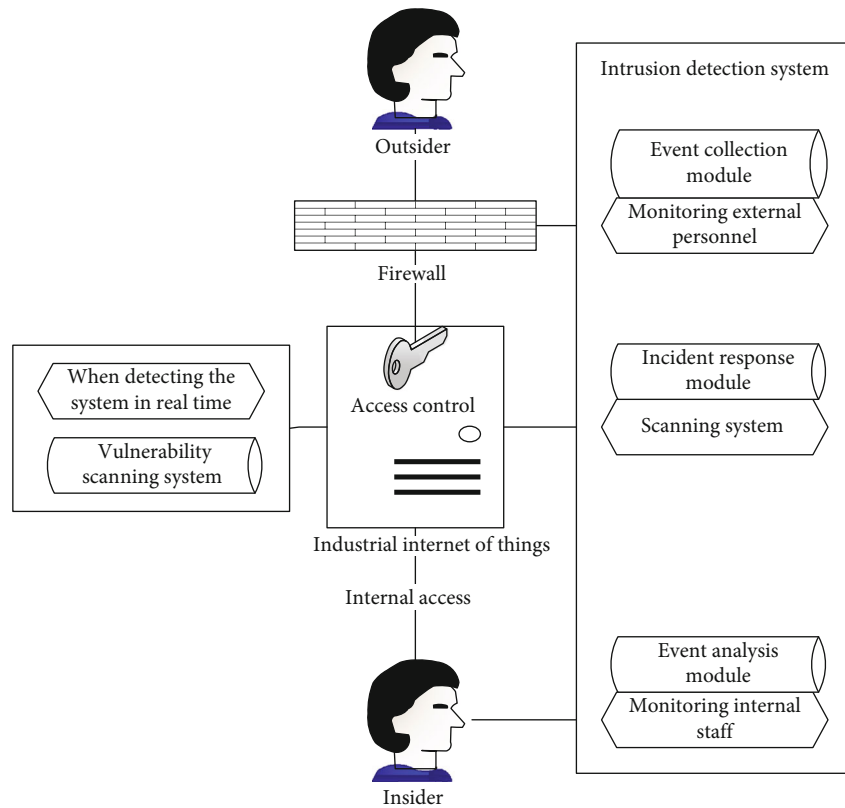 Outsider
Firewall
Access control
Industrial internet of things
Internal access
Insider
When detecting the
system in real time
Vulnerability
scanning system
Intrusion detection system
Event collection
module
Monitoring external
personnel
Incident response
module
Scanning system
Event analysis
module
Monitoring internal
staff